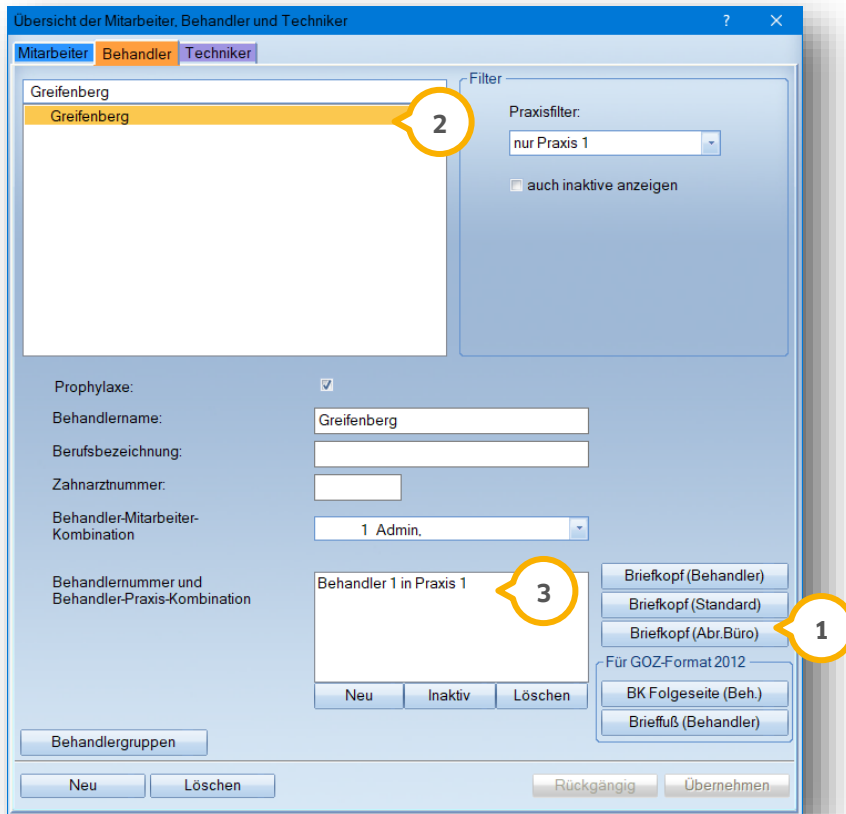 Übersicht der Mitarbeiter, Behandler und Techniker
?
Mitarbeiter Behandler Techniker
Greifenberg
Greifenberg
2
Filter
Praxisfilter:
nur Praxis 1
auch inaktive anzeigen
Prophylaxe:
Behandlername:
Greifenberg
Berufsbezeichnung:
Zahnarztnummer:
Behandler-Mitarbeiter-
Kombination
1 Admin,
Behandlernummer und
Behandler-Praxis-Kombination
Behandler 1 in Praxis 1
3
Neu Inaktiv Löschen
Briefkopf (Behandler)
Briefkopf (Standard)
Briefkopf (Abr.Büro)
1
Für GOZ-Format 2012
BK Folgeseite (Beh.)
Brieffuß (Behandler)
Behandlergruppen
Neu Löschen Rückgängig Übernehmen